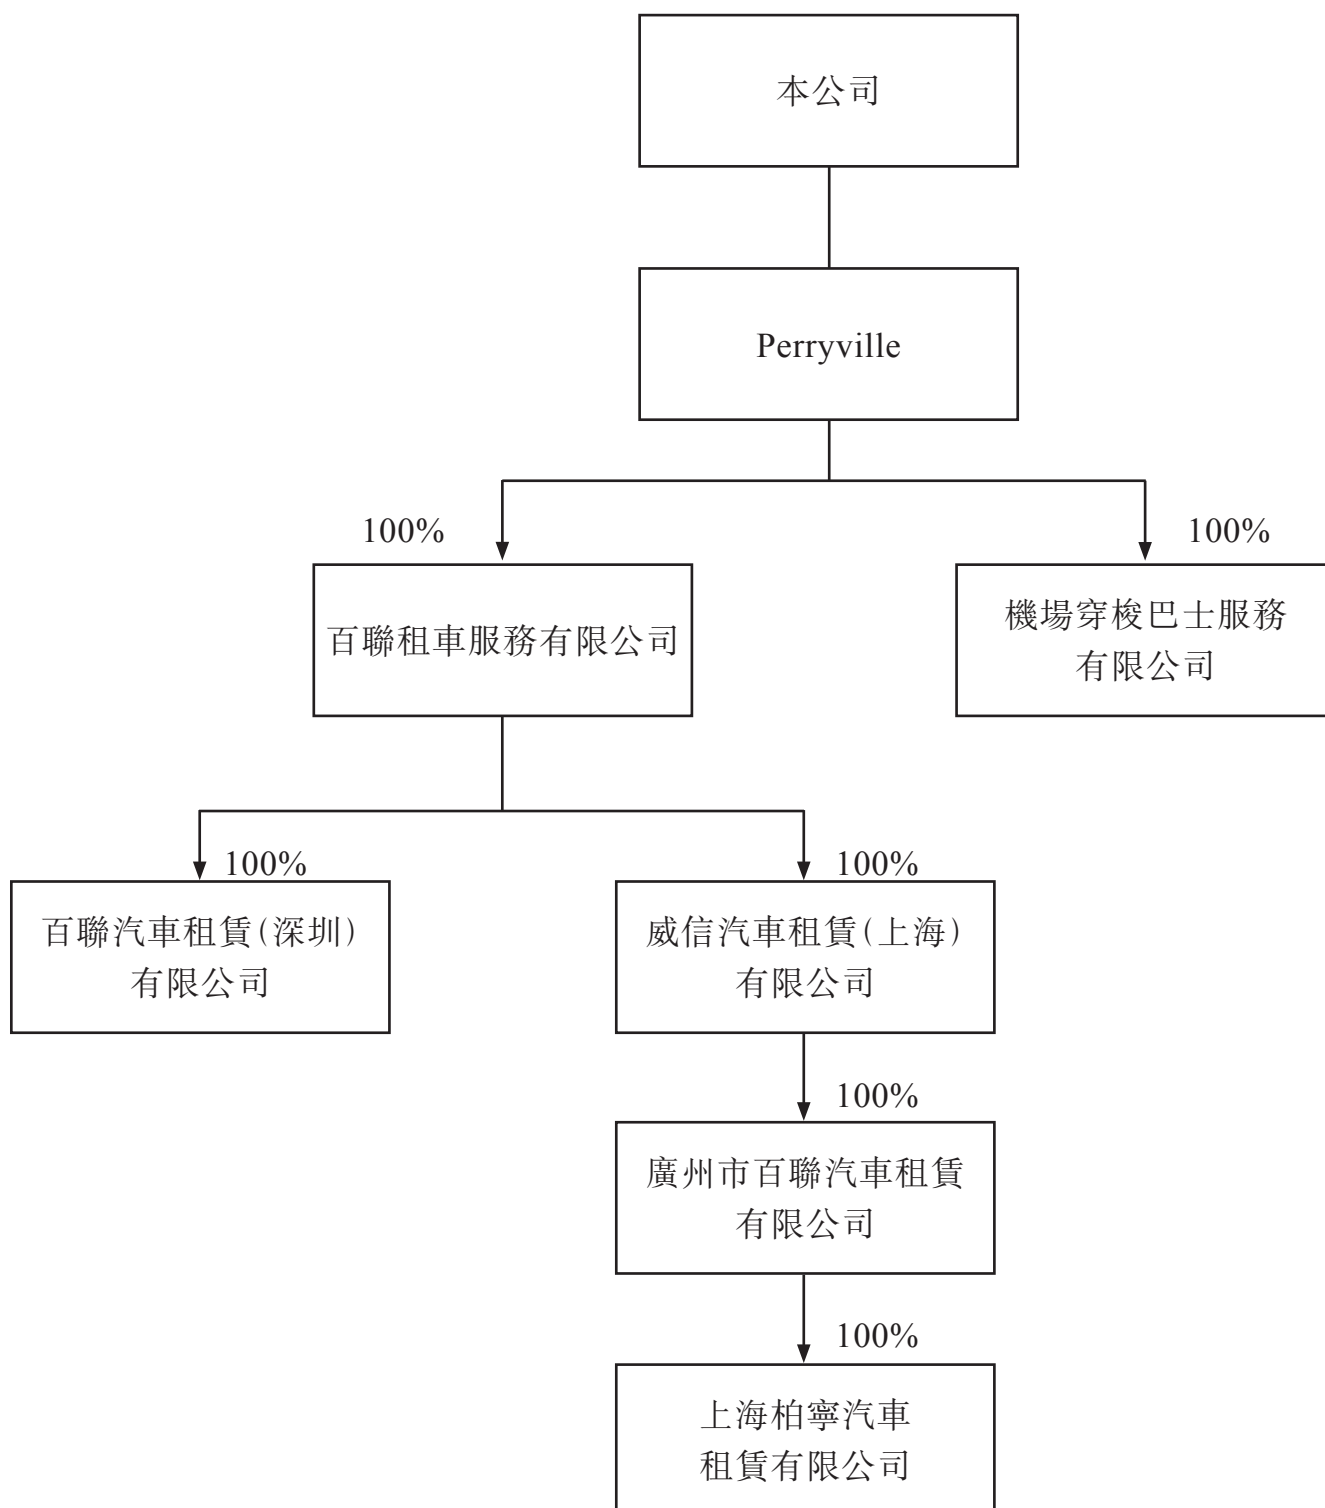 本公司
Perryville
100%
100%
百聯租車服務有限公司
機場穿梭巴士服務
有限公司
100%
100%
百聯汽車租賃(深圳)
有限公司
威信汽車租賃(上海)
有限公司
100%
廣州市百聯汽車租賃
有限公司
100%
上海柏寧汽車
租賃有限公司